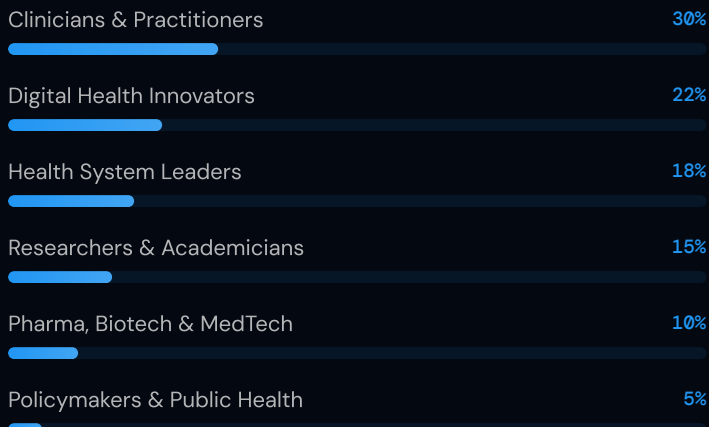 Clinicians & Practitioners 30%
Digital Health Innovators 22%
Health System Leaders 18%
Researchers & Academicians 15%
Pharma, Biotech & MedTech 10%
Policymakers & Public Health 5%